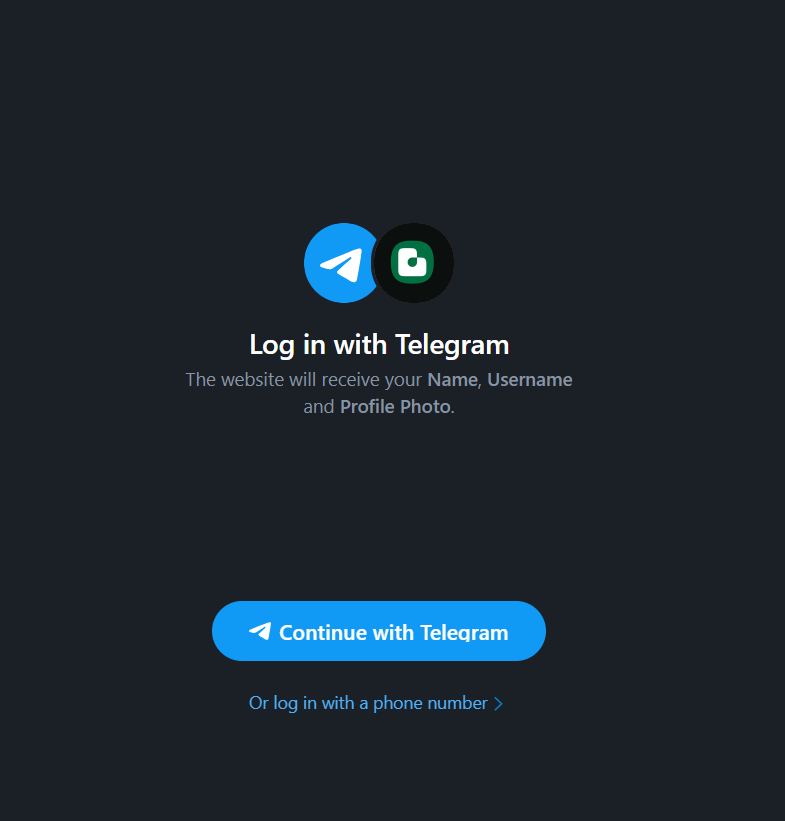 Log in with Telegram
The website will receive your Name, Username
and Profile Photo.
Continue with Telegram
Or log in with a phone number